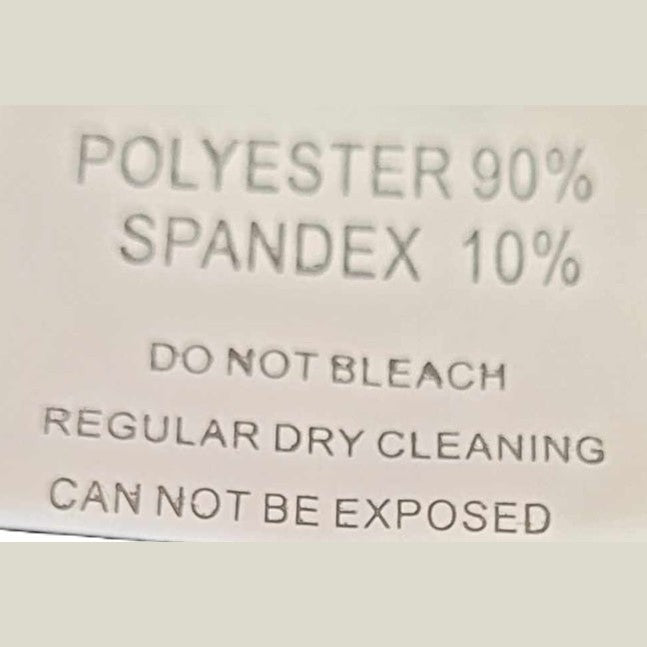 POLYESTER 90%
SPANDEX 10%
DO NOT BLEACH
REGULAR DRY CLEANING
CAN NOT BE EXPOSED